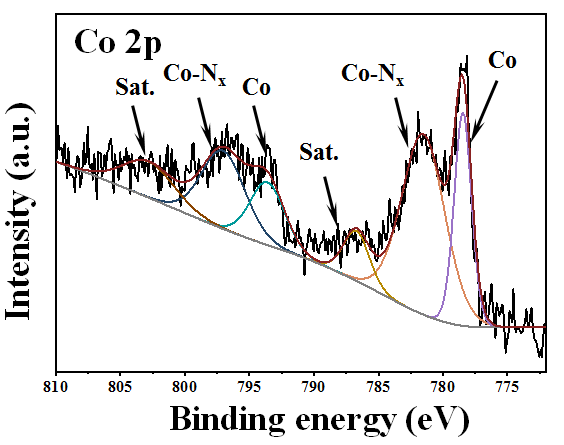 Co 2p
Sat.
Co-Nx
Co
Sat.
Co-Nx
Co
Intensity (a.u.)
810 805 800 795 790 785 780 775
Binding energy (eV)